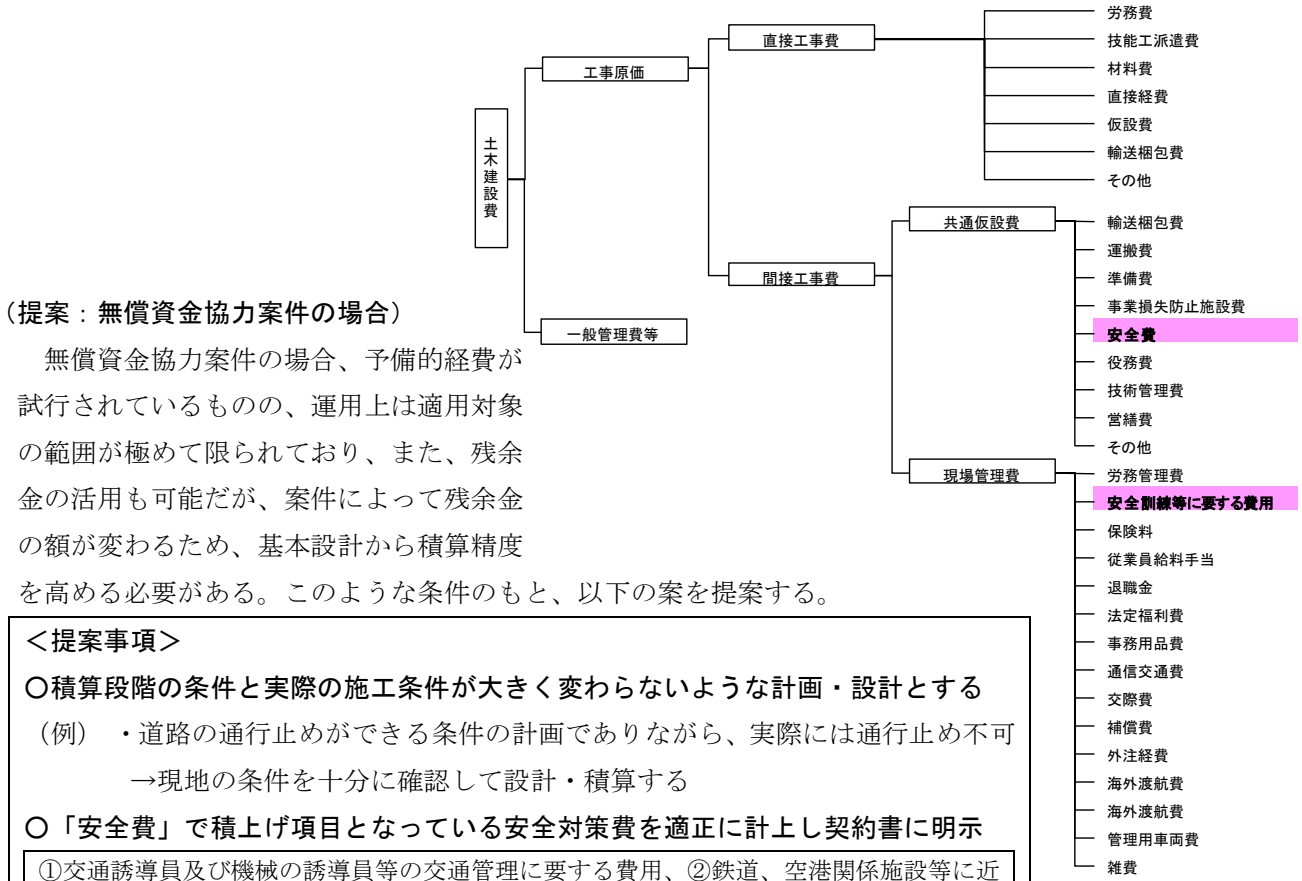 土木建設費
工事原価
一般管理費等
直接工事費
間接工事費
労務費
技能工派遣費
材料費
直接経費
仮設費
輸送梱包費
その他
共通仮設費
輸送梱包費
運搬費
準備費
事業損失防止施設費
安全費
役務費
技術管理費
営繕費
その他
現場管理費
労務管理費
安全訓練等に要する費用
保険料
従業員給料手当
退職金
法定福利費
事務用品費
通信交通費
交際費
補償費
外注経費
海外渡航費
海外渡航費
管理用車両費
雑費
（提案：無償資金協力案件の場合）
無償資金協力案件の場合、予備的経費が
試行されているものの、運用上は適用対象
の範囲が極めて限られており、また、残余
金の活用も可能だが、案件によって残余金
の額が変わるため、基本設計から積算精度
を高める必要がある。このような条件のもと、以下の案を提案する。
＜提案事項＞
〇積算段階の条件と実際の施工条件が大きく変わらないような計画・設計とする
（例） ・道路の通行止めができる条件の計画でありながら、実際には通行止め不可
→現地の条件を十分に確認して設計・積算する
〇「安全費」で積上げ項目となっている安全対策費を適正に計上し契約書に明示
①交通誘導員及び機械の誘導員等の交通管理に要する費用、②鉄道、空港関係施設等に近